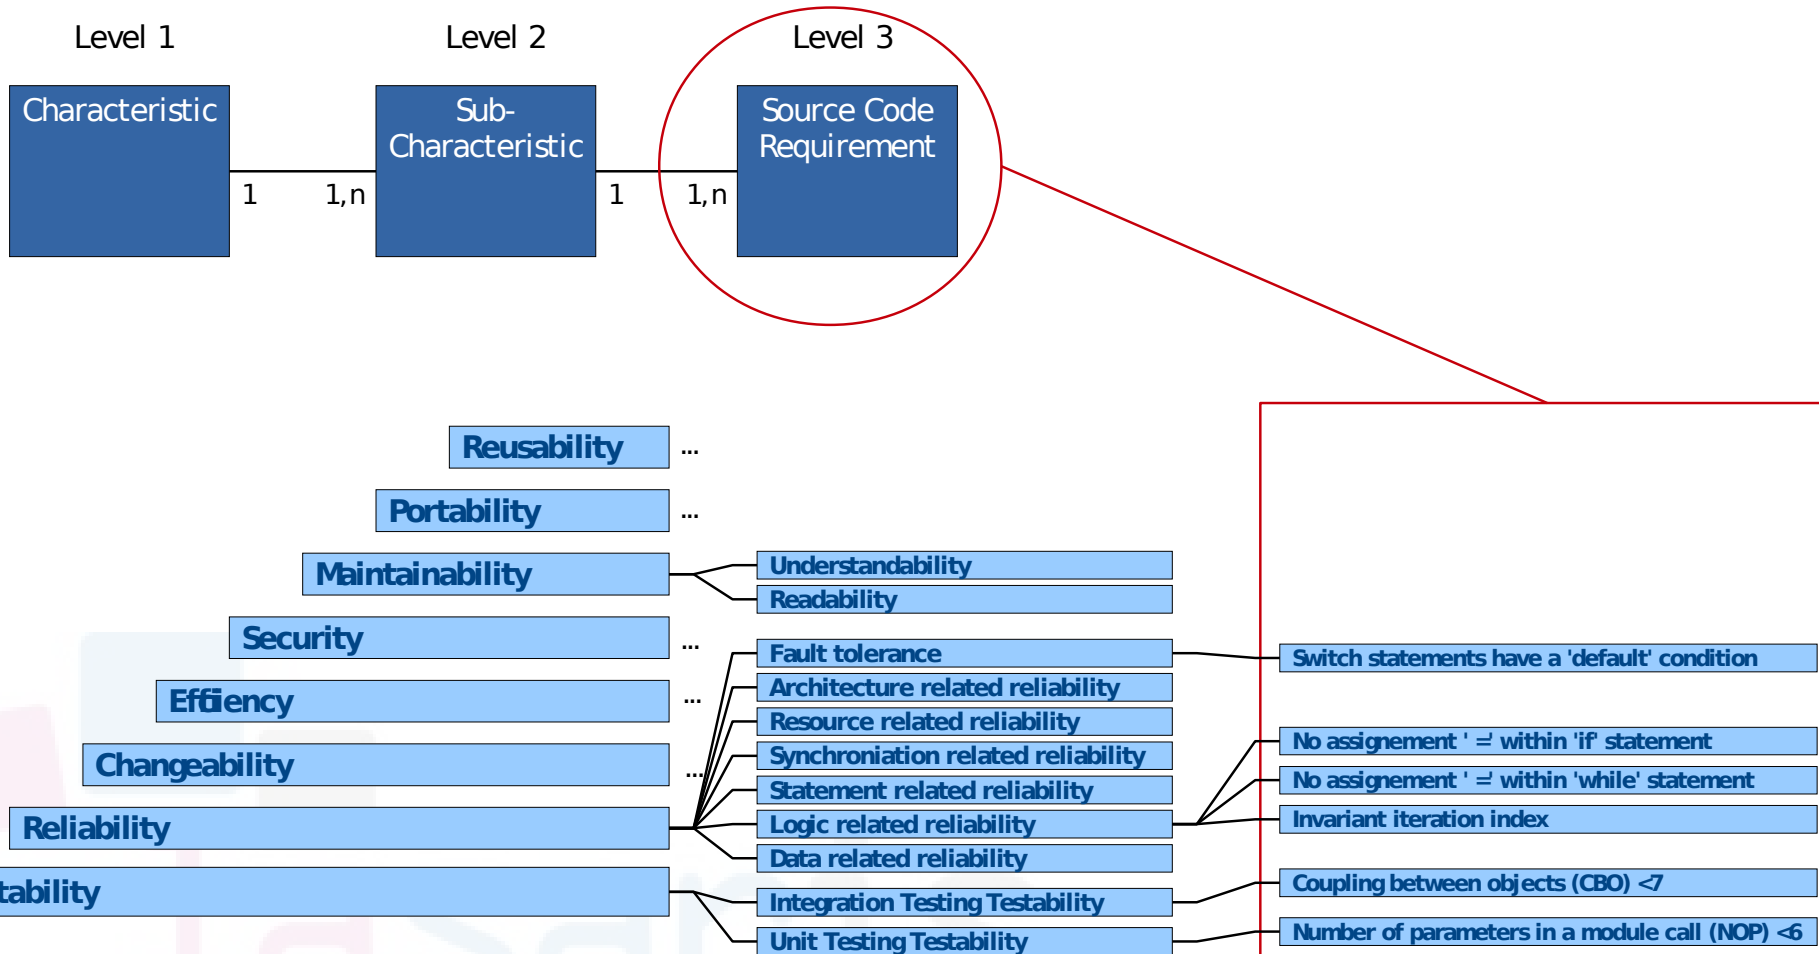 Level 1
Level 2
Level 3
Characteristic
Sub-
Characteristic
Source Code
Requirement
1
1,n
1
1,n
Reusability
...
Portability
...
Maintainability
Understandability
Readability
Security
...
Fault tolerance
Switch statements have a 'default' condition
Architecture related reliability
Effiiency
...
Resource related reliability
No assignement ' =' within 'if' statement
Synchroniation related reliability
Changeability
...
No assignement ' =' within 'while' statement
Statement related reliability
Reliability
Logic related reliability
Invariant iteration index
Data related reliability
tability
Integration Testing Testability
Coupling between objects (CBO) <7
Unit Testing Testability
Number of parameters in a module call (NOP) <6